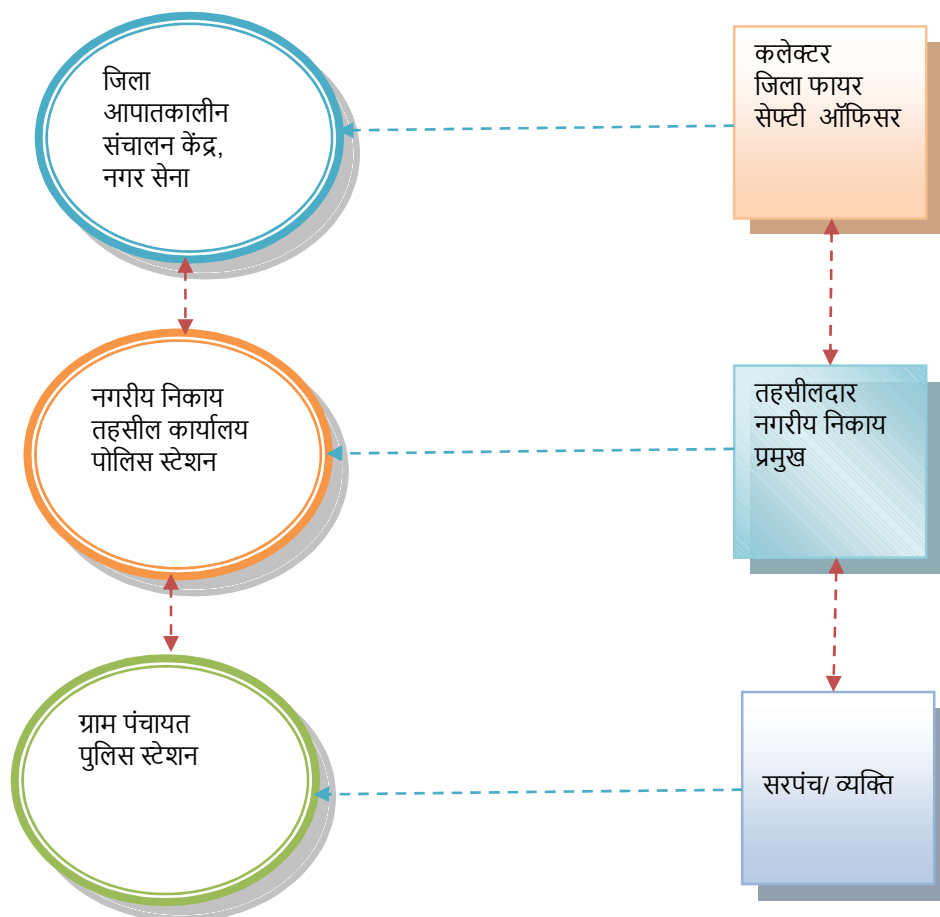 जिला
आपातकालीन
संचालन केंद्र,
नगर सेना
कलेक्टर
जिला फायर
सेफ्टी ऑफिसर
नगरीय निकाय
तहसील कार्यालय
पोलिस स्टेशन
तहसीलदार
नगरीय निकाय
प्रमुख
ग्राम पंचायत
पुलिस स्टेशन
सरपंच/ व्यक्ति